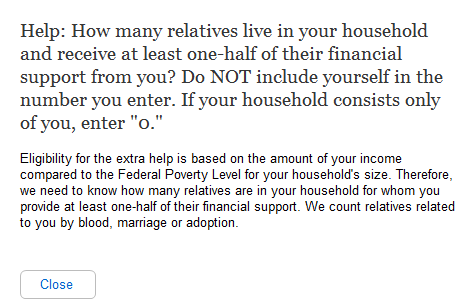 Help: How many relatives live in your household
and receive at least one-half of their financial
support from you? Do NOT include yourself in the
number you enter. If your household consists only
of you, enter "0."
Eligibility for the extra help is based on the amount of your income
compared to the Federal Poverty Level for your household's size. Therefore,
we need to know how many relatives are in your household for whom you
provide at least one-half of their financial support. We count relatives related
to you by blood, marriage or adoption.
Close